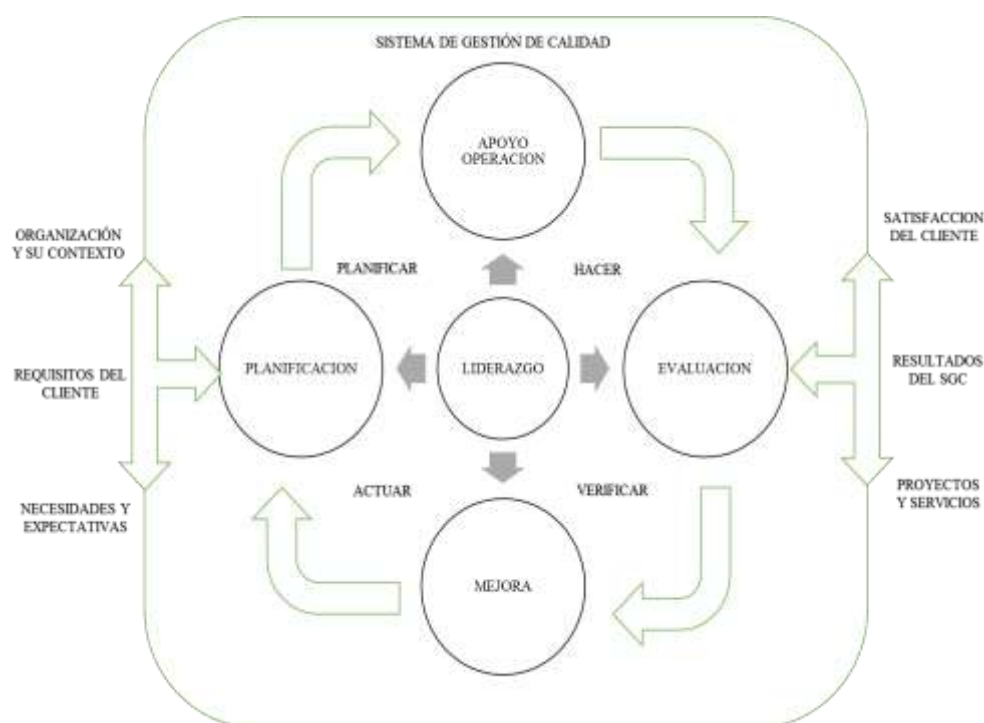 SISTEMA DE GESTIÓN DE CALIDAD
APOYO
OPERACION
ORGANIZACIÓN
Y SU CONTEXTO
SATISFACCION
DEL CLIENTE
PLANIFICAR
HACER
REQUISITOS DEL
CLIENTE
PLANIFICACION
LIDERAZGO
EVALUACION
RESULTADOS
DEL SGC
ACTUAR
VERIFICAR
NECESIDADES Y
EXPECTATIVAS
PROYECTOS
Y SERVICIOS
MEJORA